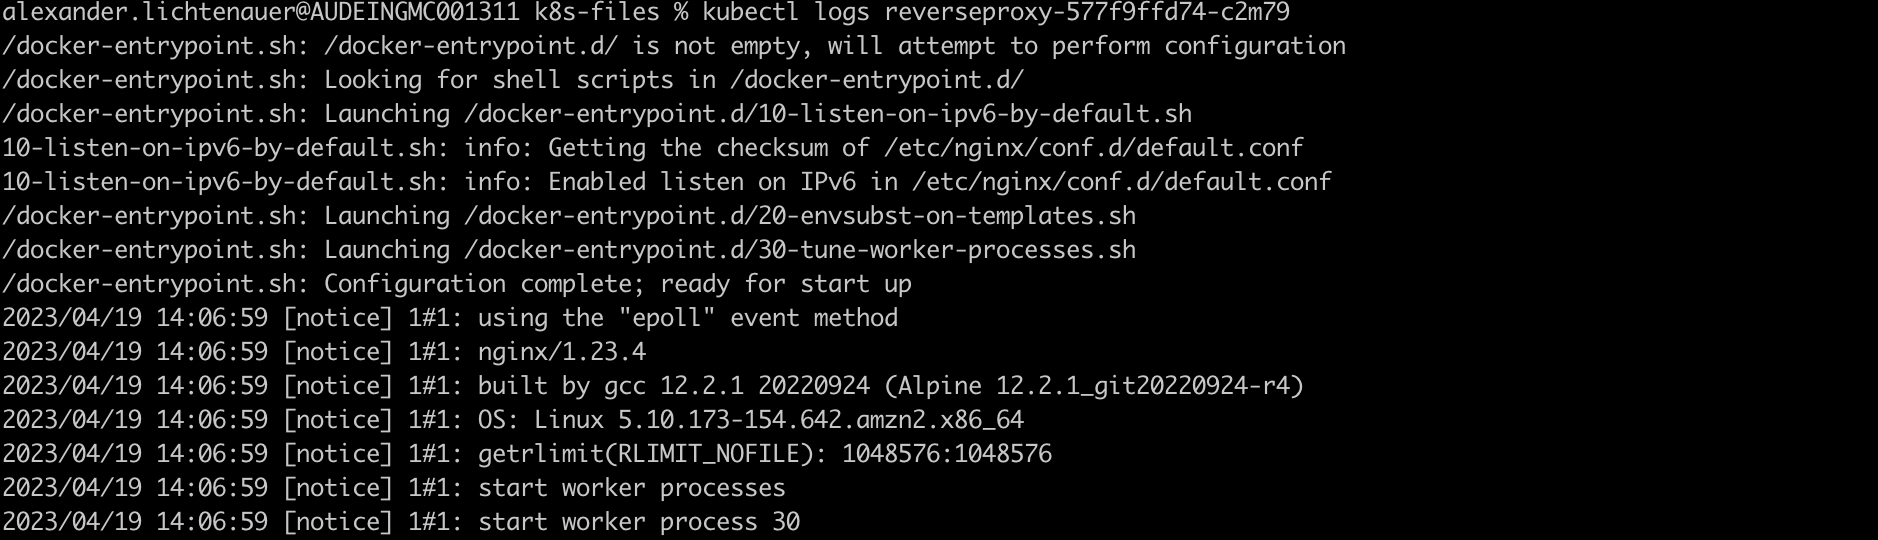 alexander.lichtenauer@AUDEINGMC001311 k8s-files % kubectl logs reverseproxy-577f9ffd74-c2m79
/docker-entrypoint.sh: /docker-entrypoint.d/ is not empty, will attempt to perform configuration
/docker-entrypoint.sh: Looking for shell scripts in /docker-entrypoint.d/
/docker-entrypoint.sh: Launching /docker-entrypoint.d/10-listen-on-ipv6-by-default.sh
10-listen-on-ipv6-by-default.sh: info: Getting the checksum of /etc/nginx/conf.d/default.conf
10-listen-on-ipv6-by-default.sh: info: Enabled listen on IPv6 in /etc/nginx/conf.d/default.conf
/docker-entrypoint.sh: Launching /docker-entrypoint.d/20-envsubst-on-templates.sh
/docker-entrypoint.sh: Launching /docker-entrypoint.d/30-tune-worker-processes.sh
/docker-entrypoint.sh: Configuration complete; ready for start up
2023/04/19 14:06:59 [notice] 1#1: using the "epoll" event method
2023/04/19 14:06:59 [notice] 1#1: nginx/1.23.4
2023/04/19 14:06:59 [notice] 1#1: built by gcc 12.2.1 20220924 (Alpine 12.2.1_git20220924-r4)
2023/04/19 14:06:59 [notice] 1#1: OS: Linux 5.10.173-154.642.amzn2.x86_64
2023/04/19 14:06:59 [notice] 1#1: getrlimit(RLIMIT_NOFILE): 1048576:1048576
2023/04/19 14:06:59 [notice] 1#1: start worker processes
2023/04/19 14:06:59 [notice] 1#1: start worker process 30